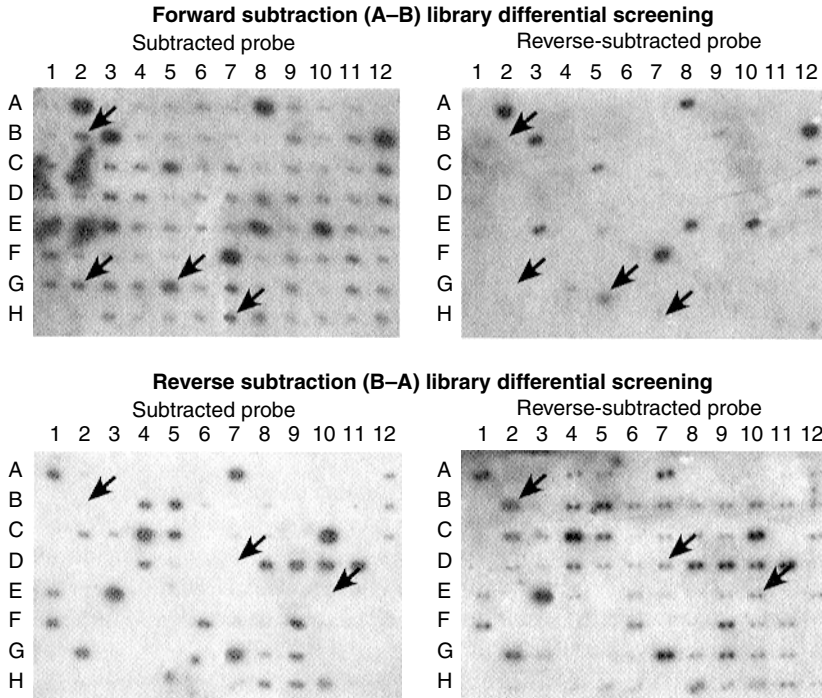 Forward subtraction (A–B) library differential screening
Subtracted probe
Reverse-subtracted probe
1 2 3 4 5 6 7 8 9 10 11 12
1 2 3 4 5 6 7 8 9 10 11 12
A
B
C
D
E
F
G
H
A
B
C
D
E
F
G
H
Reverse subtraction (B–A) library differential screening
Subtracted probe
Reverse-subtracted probe
1 2 3 4 5 6 7 8 9 10 11 12
1 2 3 4 5 6 7 8 9 10 11 12
A
B
C
D
E
F
G
H
A
B
C
D
E
F
G
H